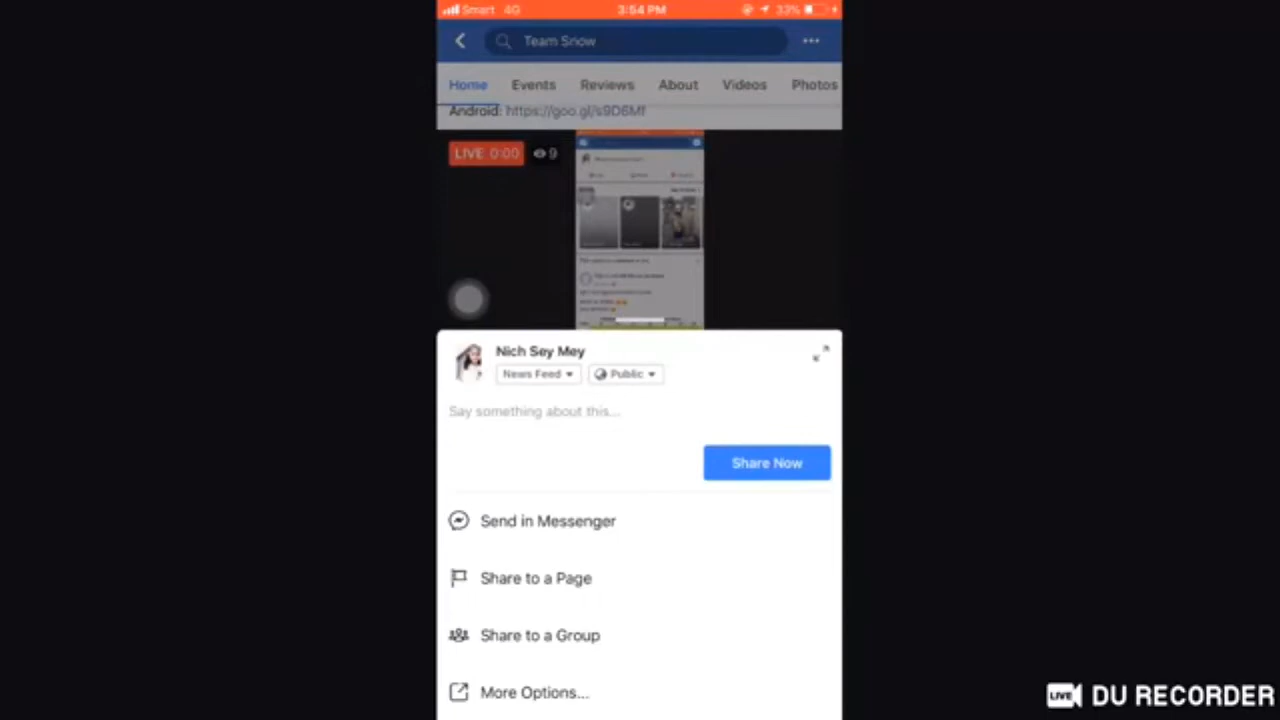 Smart 4G 3:54 PM 33%
Team Snow
Home Events Reviews About Videos Photos
Android: https://goo.gl/s9D6Mf
LIVE 0:00 9
Nich Sey Mey
News Feed Public
Say something about this...
Share Now
Send in Messenger
Share to a Page
Share to a Group
More Options...
LIVE DU RECORDER